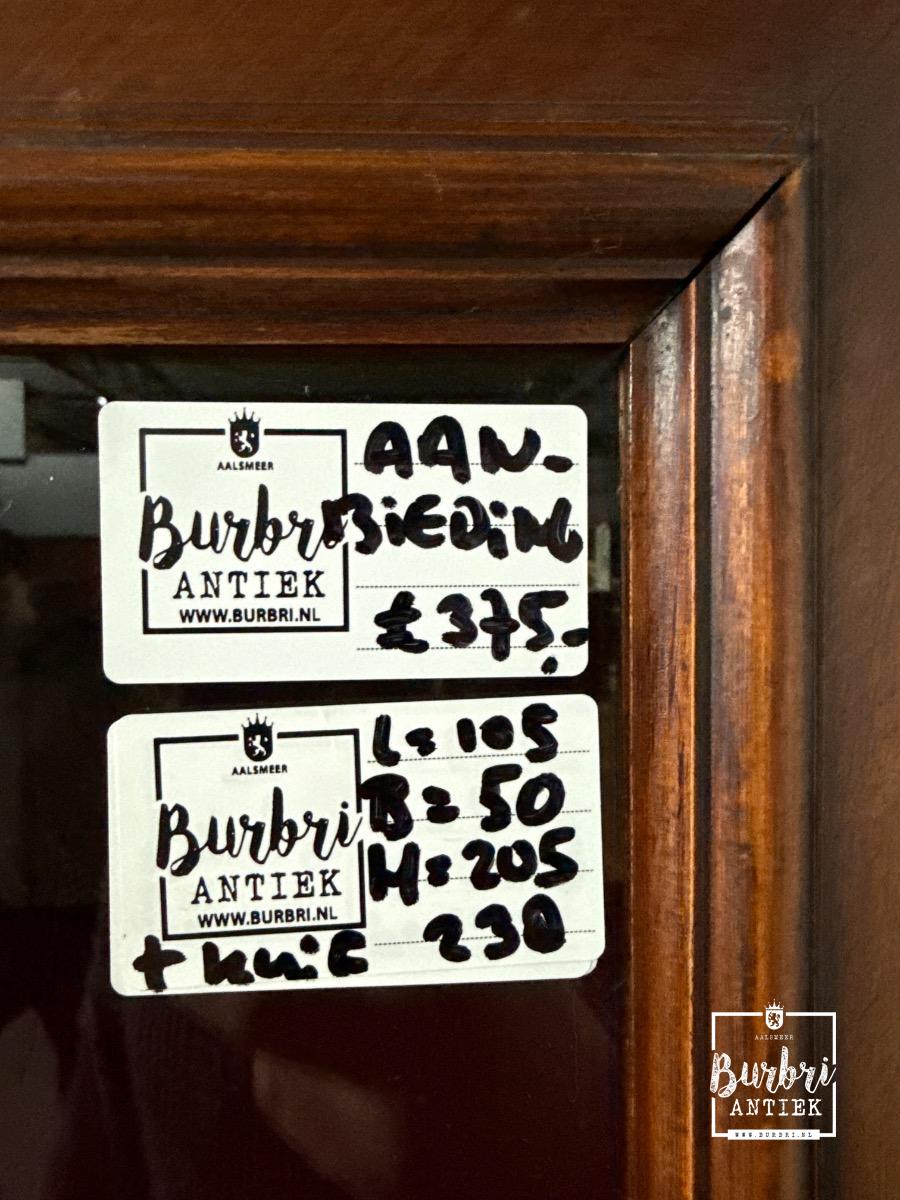 AALSMEER
Burbri
ANTIEK
WWW.BURBRI.NL
AAN-
BIEDING
€ 375,-
AALSMEER
Burbri
ANTIEK
WWW.BURBRI.NL
L= 105
B= 50
H= 205
+ kuif 230
AALSMEER
Burbri
ANTIEK
WWW.BURBRI.NL